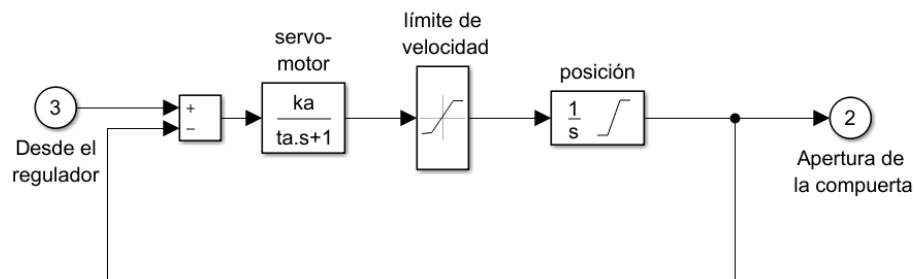 límite de
velocidad
servo-
motor
posición
3
+
−
ka
ta.s+1
1
s
2
Desde el
regulador
Apertura de
la compuerta